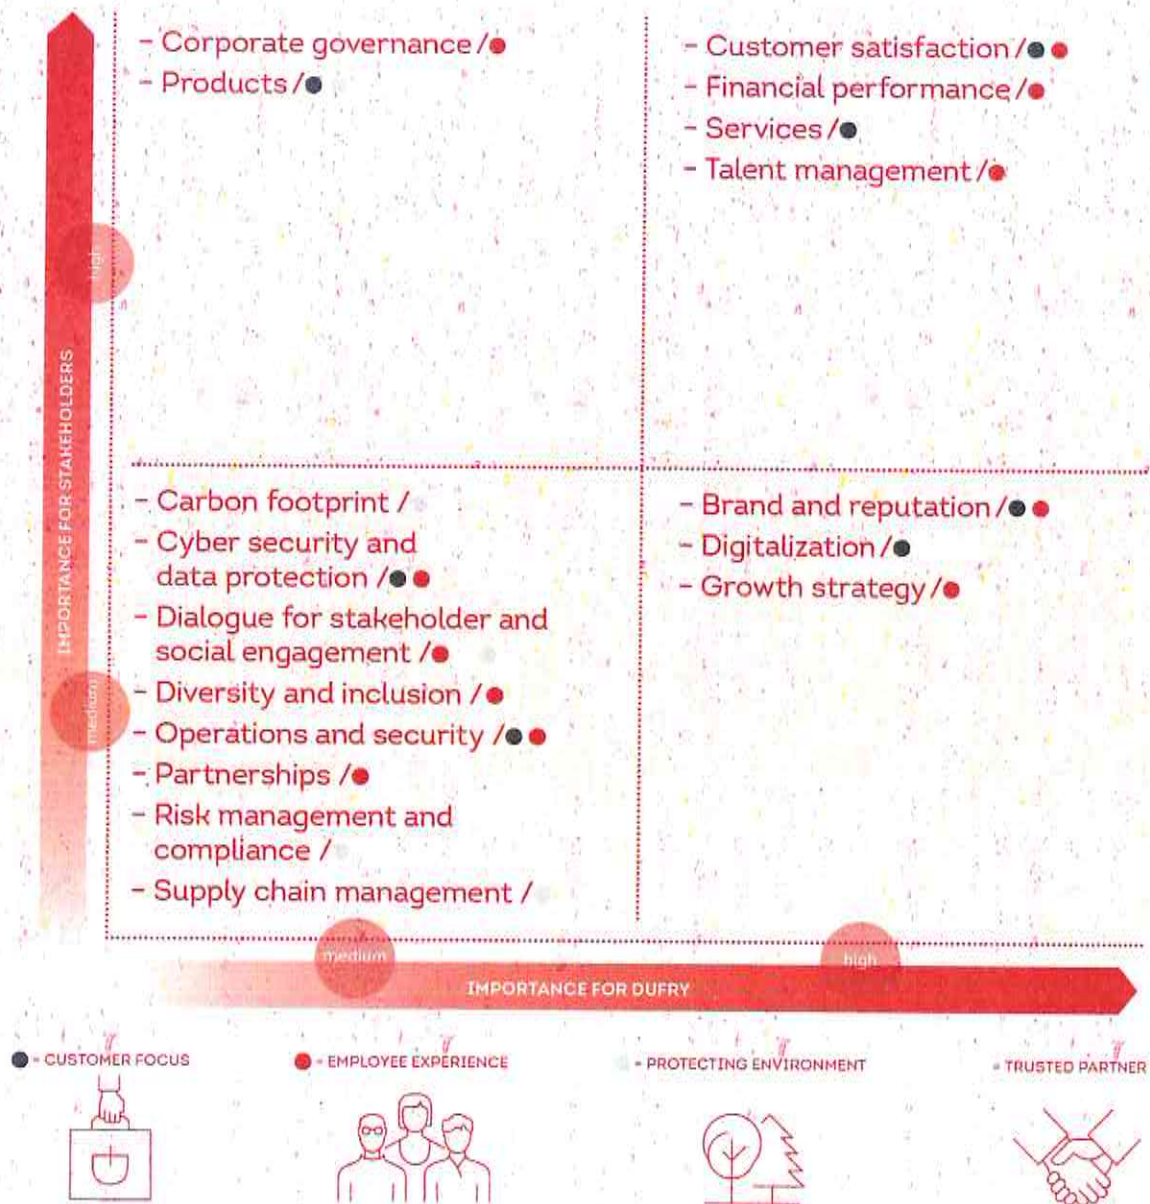 - Corporate governance /
- Products /
- Customer satisfaction /
- Financial performance /
- Services /
- Talent management /
high
IMPORTANCE FOR STAKEHOLDERS
medium
- Carbon footprint /
- Cyber security and
data protection /
- Dialogue for stakeholder and
social engagement /
- Diversity and inclusion /
- Operations and security /
- Partnerships /
- Risk management and
compliance /
- Supply chain management /
- Brand and reputation /
- Digitalization /
- Growth strategy /
medium
high
IMPORTANCE FOR DUFRY
= CUSTOMER FOCUS
= EMPLOYEE EXPERIENCE
= PROTECTING ENVIRONMENT
= TRUSTED PARTNER